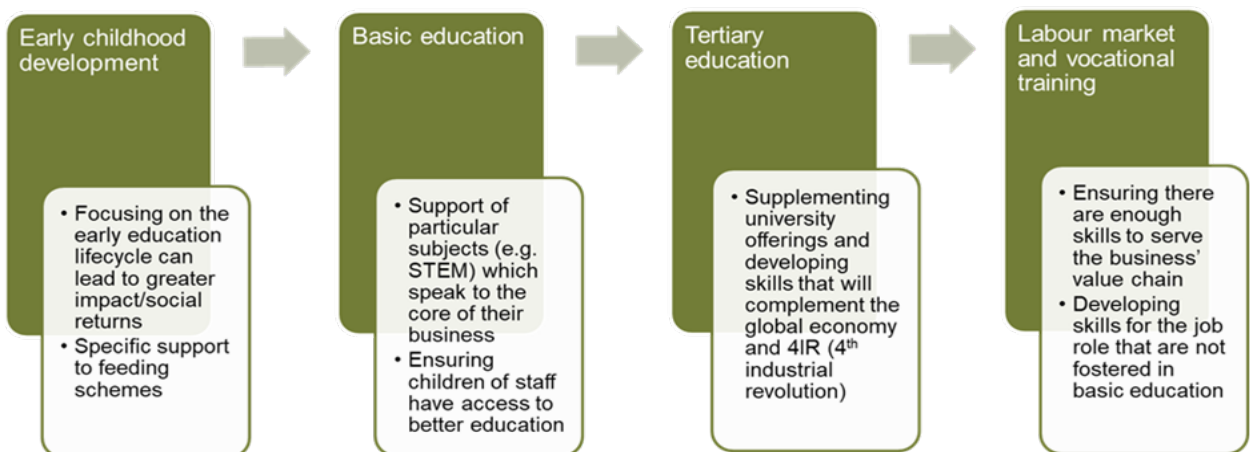 Early childhood
development
• Focusing on the
early education
lifecycle can
lead to greater
impact/social
returns
• Specific support
to feeding
schemes
Basic education
• Support of
particular
subjects (e.g.
STEM) which
speak to the
core of their
business
• Ensuring
children of staff
have access to
better education
Tertiary
education
• Supplementing
university
offerings and
developing
skills that will
complement the
global economy
and 4IR (4th
industrial
revolution)
Labour market
and vocational
training
• Ensuring there
are enough
skills to serve
the business’
value chain
• Developing
skills for the job
role that are not
fostered in
basic education